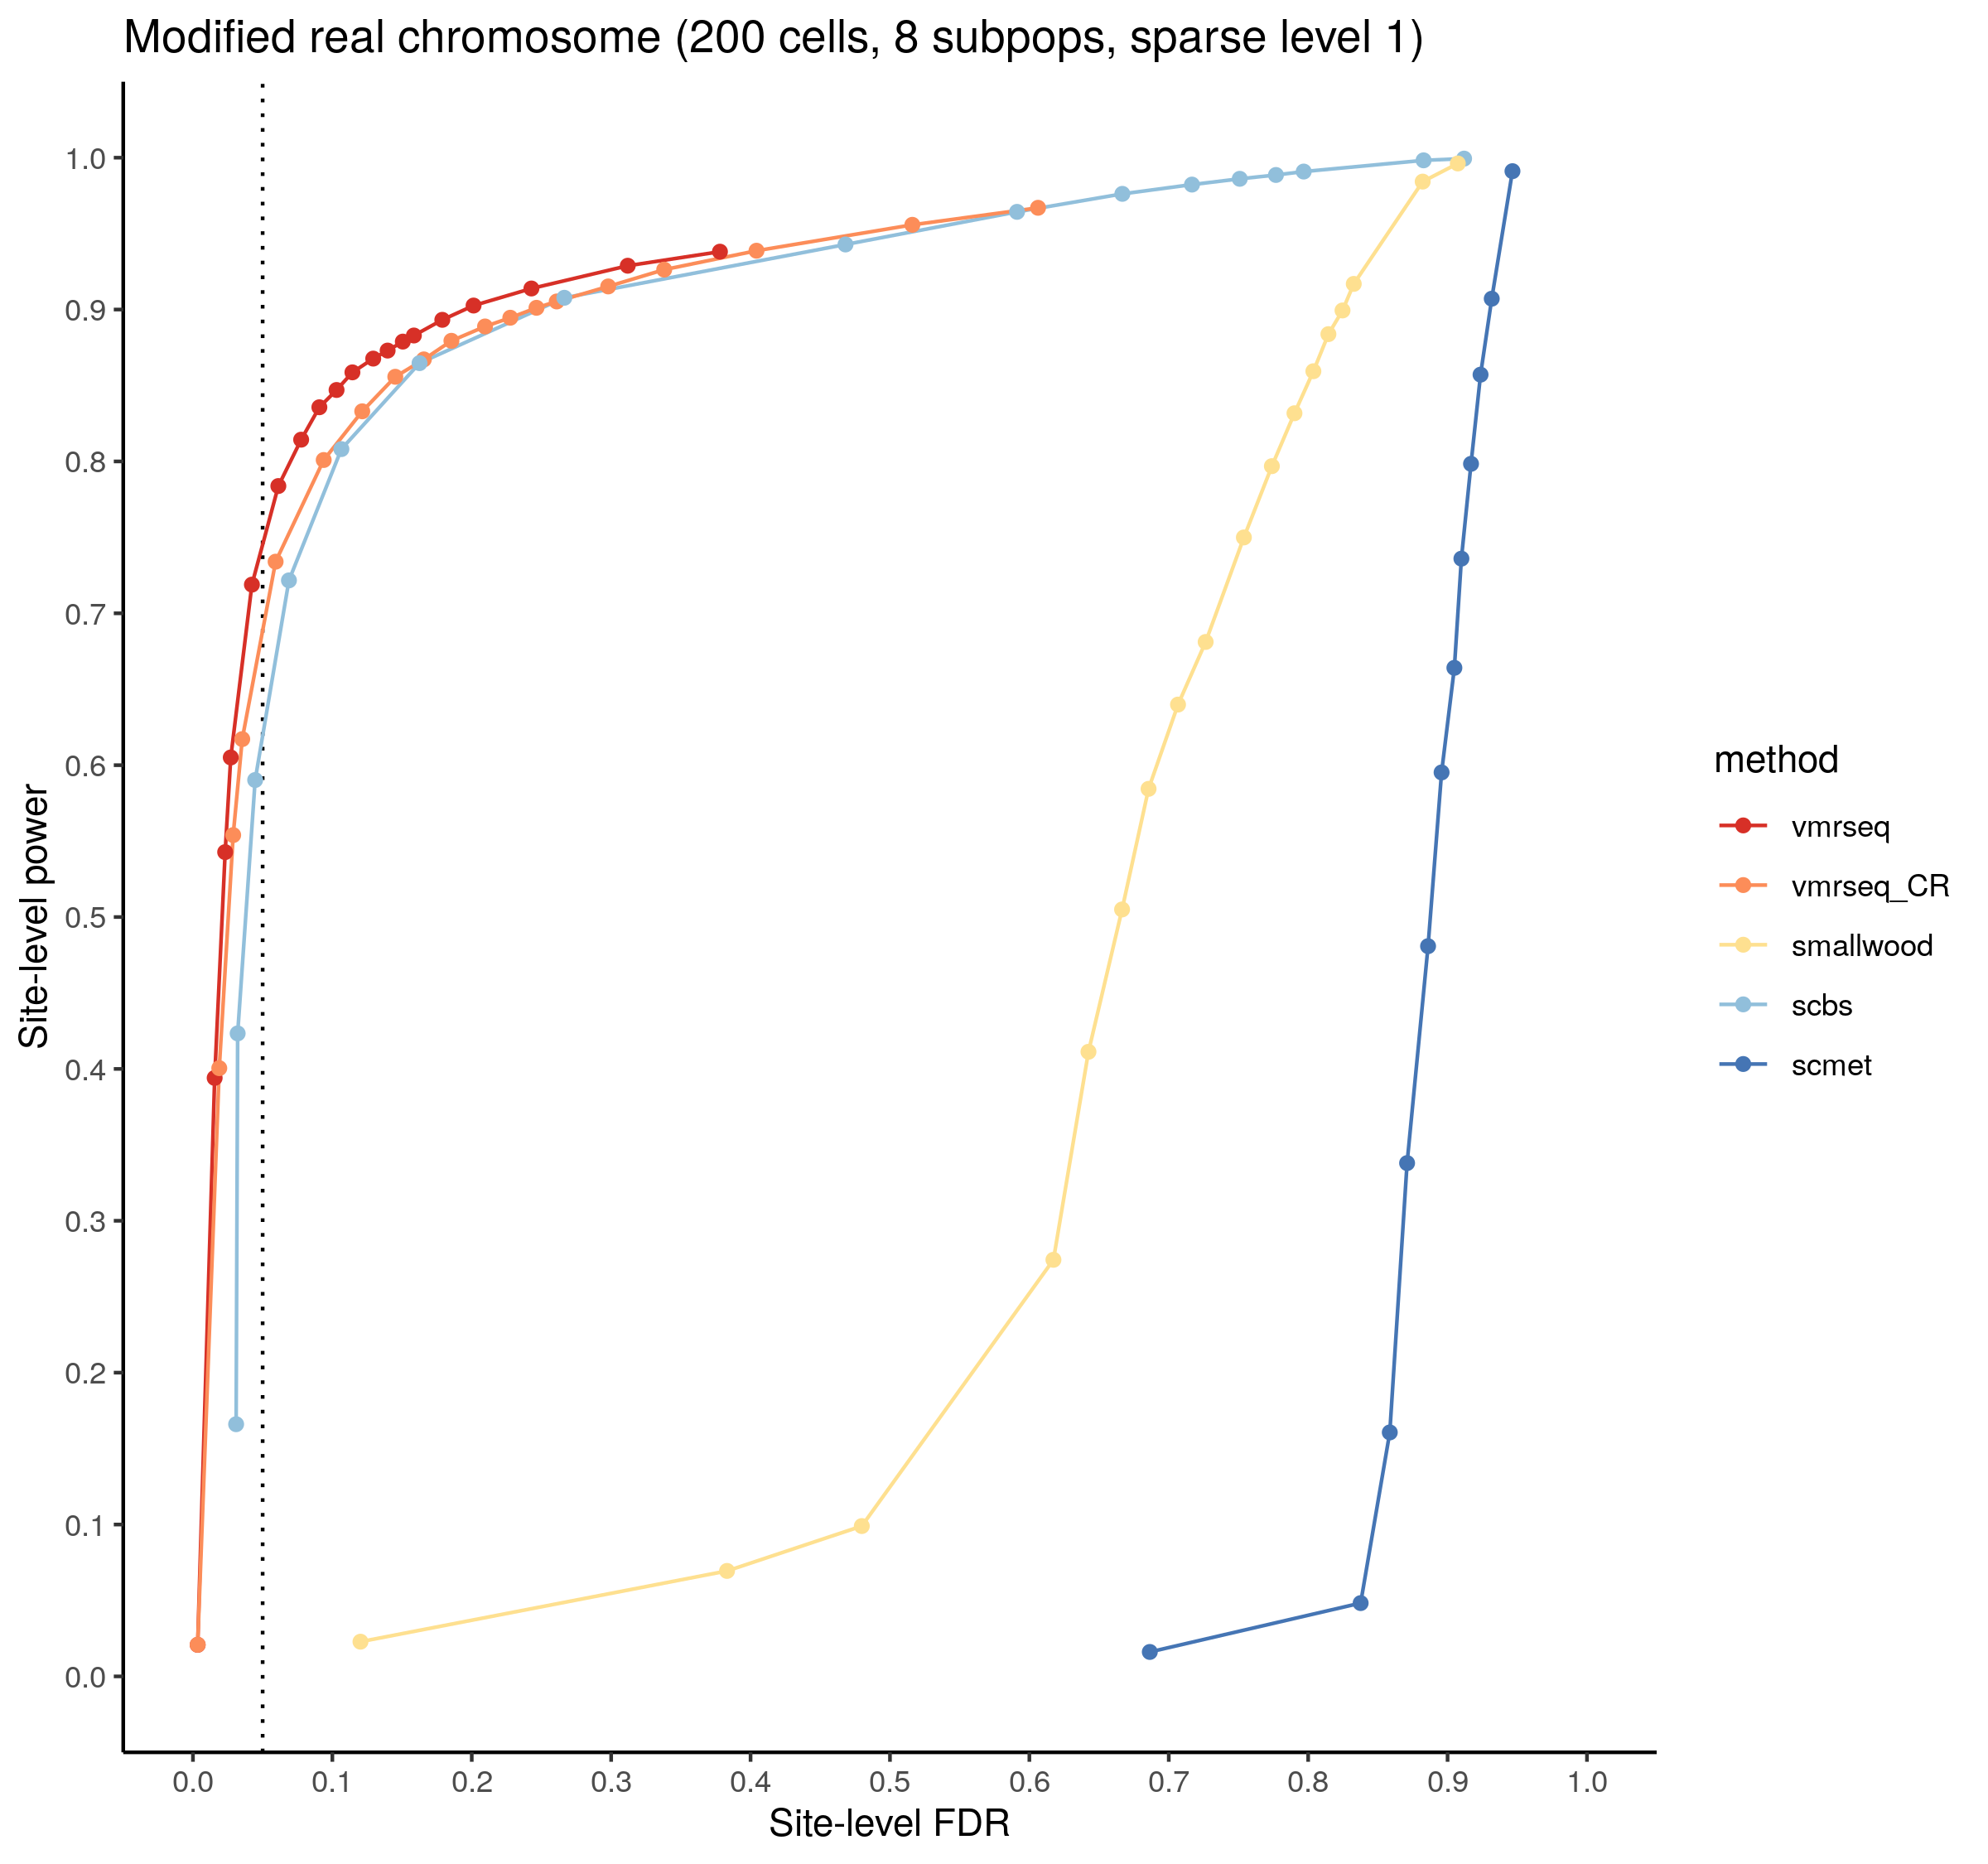 Modified real chromosome (200 cells, 8 subpops, sparse level 1)
1.0
0.9
0.8
0.7
0.6
0.5
0.4
0.3
0.2
0.1
0.0
Site-level power
0.0 0.1 0.2 0.3 0.4 0.5 0.6 0.7 0.8 0.9 1.0
Site-level FDR
method
vmrseq
vmrseq_CR
smallwood
scbs
scmet